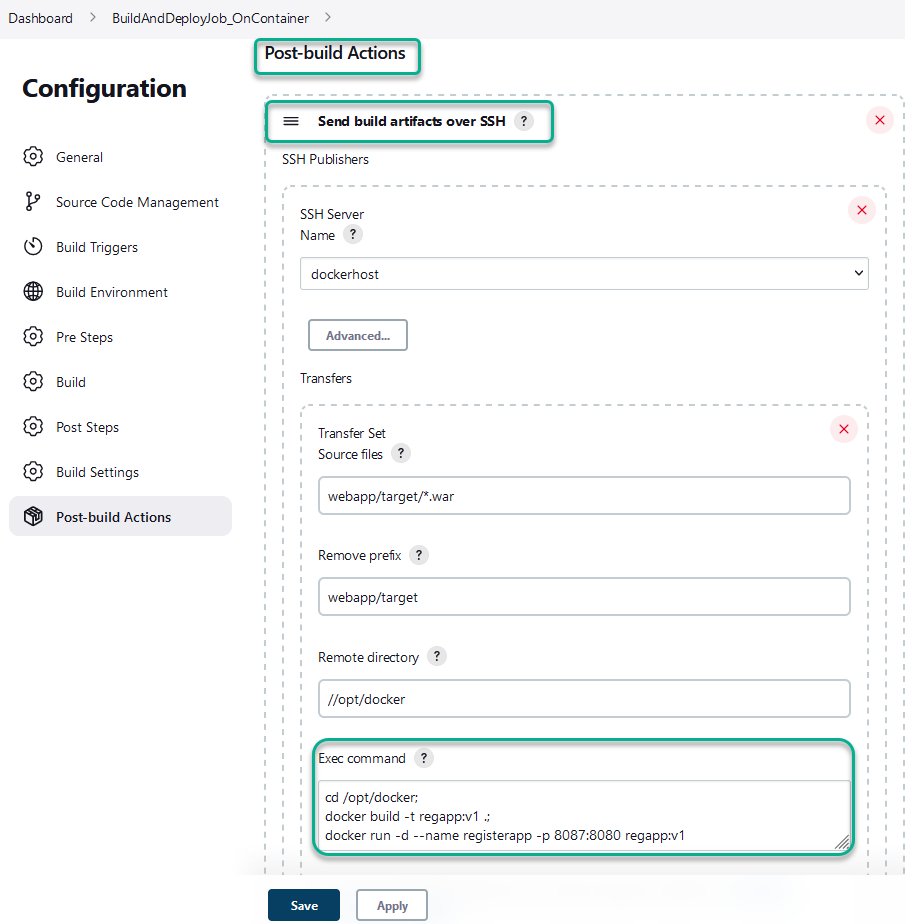 Dashboard > BuildAndDeployJob_OnContainer >
Configuration
General
Source Code Management
Build Triggers
Build Environment
Pre Steps
Build
Post Steps
Build Settings
Post-build Actions
Post-build Actions
Send build artifacts over SSH ?
SSH Publishers
SSH Server
Name ?
dockerhost
Advanced...
Transfers
Transfer Set
Source files ?
webapp/target/*.war
Remove prefix ?
webapp/target
Remote directory ?
//opt/docker
Exec command ?
cd /opt/docker;
docker build -t regapp:v1 .;
docker run -d --name registerapp -p 8087:8080 regapp:v1
Save Apply